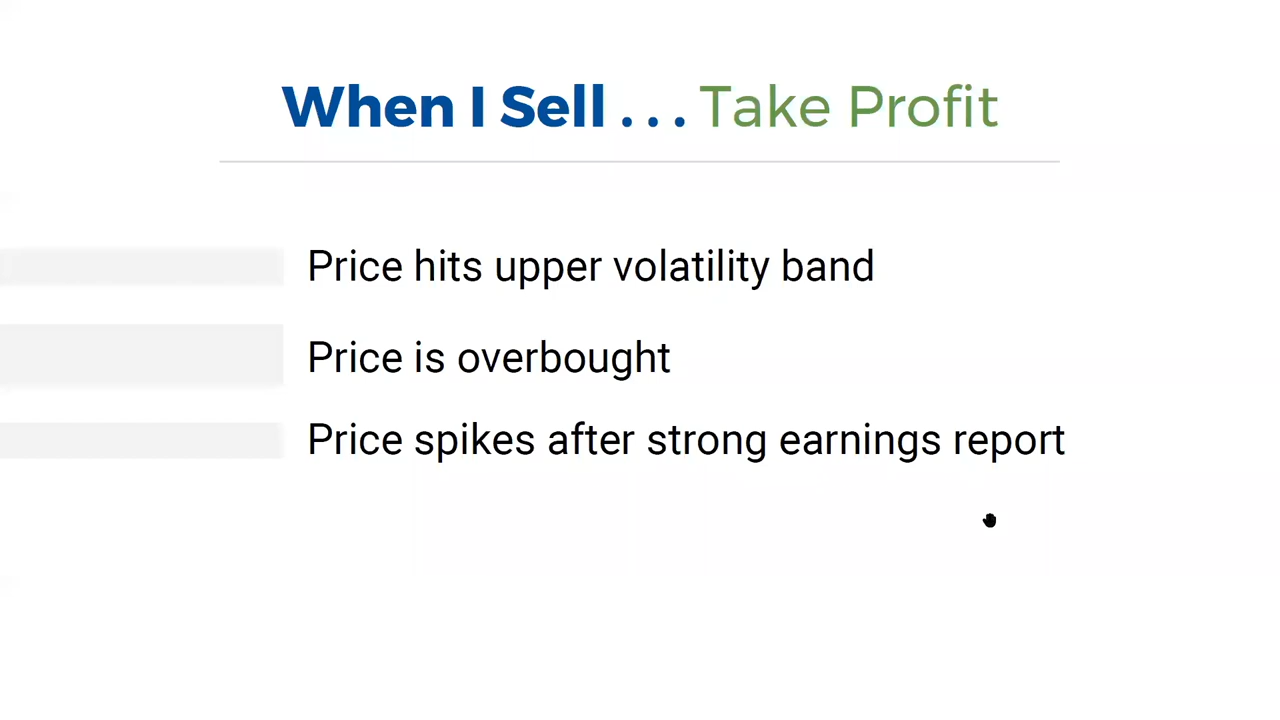 When I Sell . . . Take Profit
Price hits upper volatility band
Price is overbought
Price spikes after strong earnings report